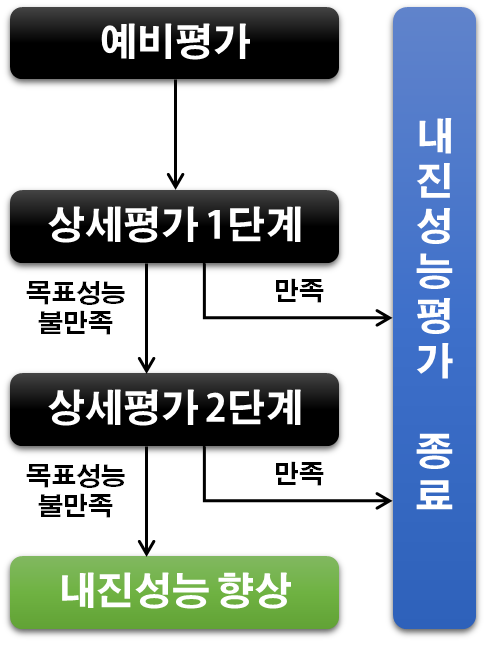 예비평가
상세평가 1단계
목표성능
불만족
만족
상세평가 2단계
목표성능
불만족
만족
내진성능 향상
내진성능평가 종료